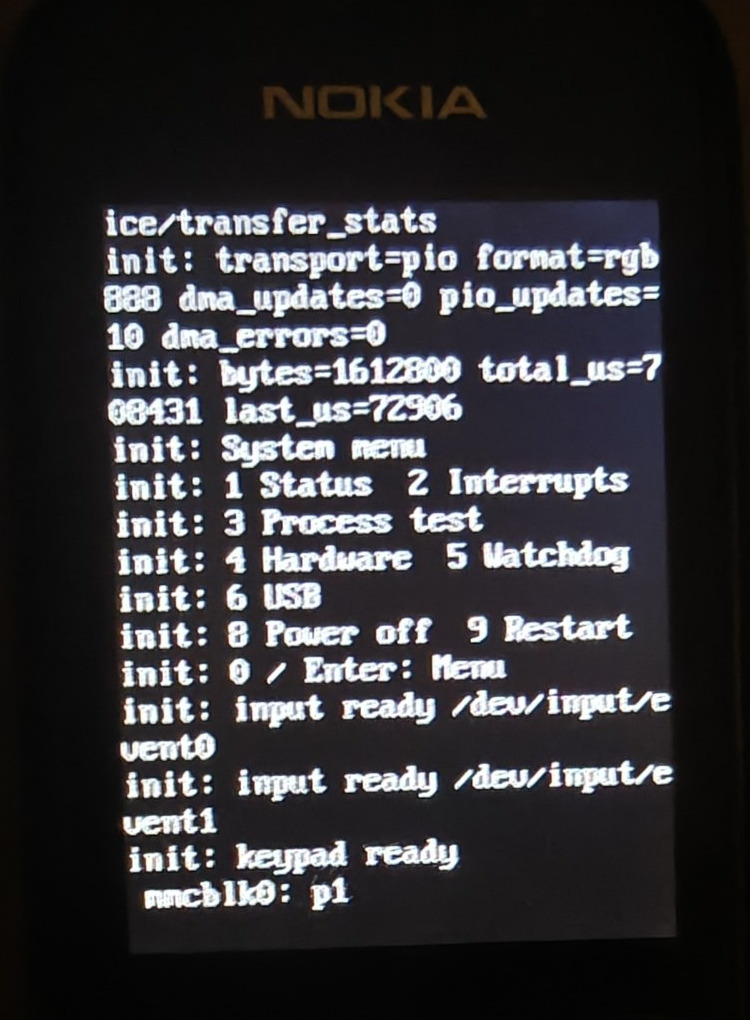 NOKIA
ice/transfer_stats
init: transport=pio format=rgb
888 dma_updates=0 pio_updates=
10 dma_errors=0
init: bytes=1612800 total_us=7
08431 last_us=72906
init: System menu
init: 1 Status  2 Interrupts
init: 3 Process test
init: 4 Hardware  5 Watchdog
init: 6 USB
init: 8 Power off  9 Restart
init: 0 / Enter: Menu
init: input ready /dev/input/e
vent0
init: input ready /dev/input/e
vent1
init: keypad ready
 mmcblk0: p1